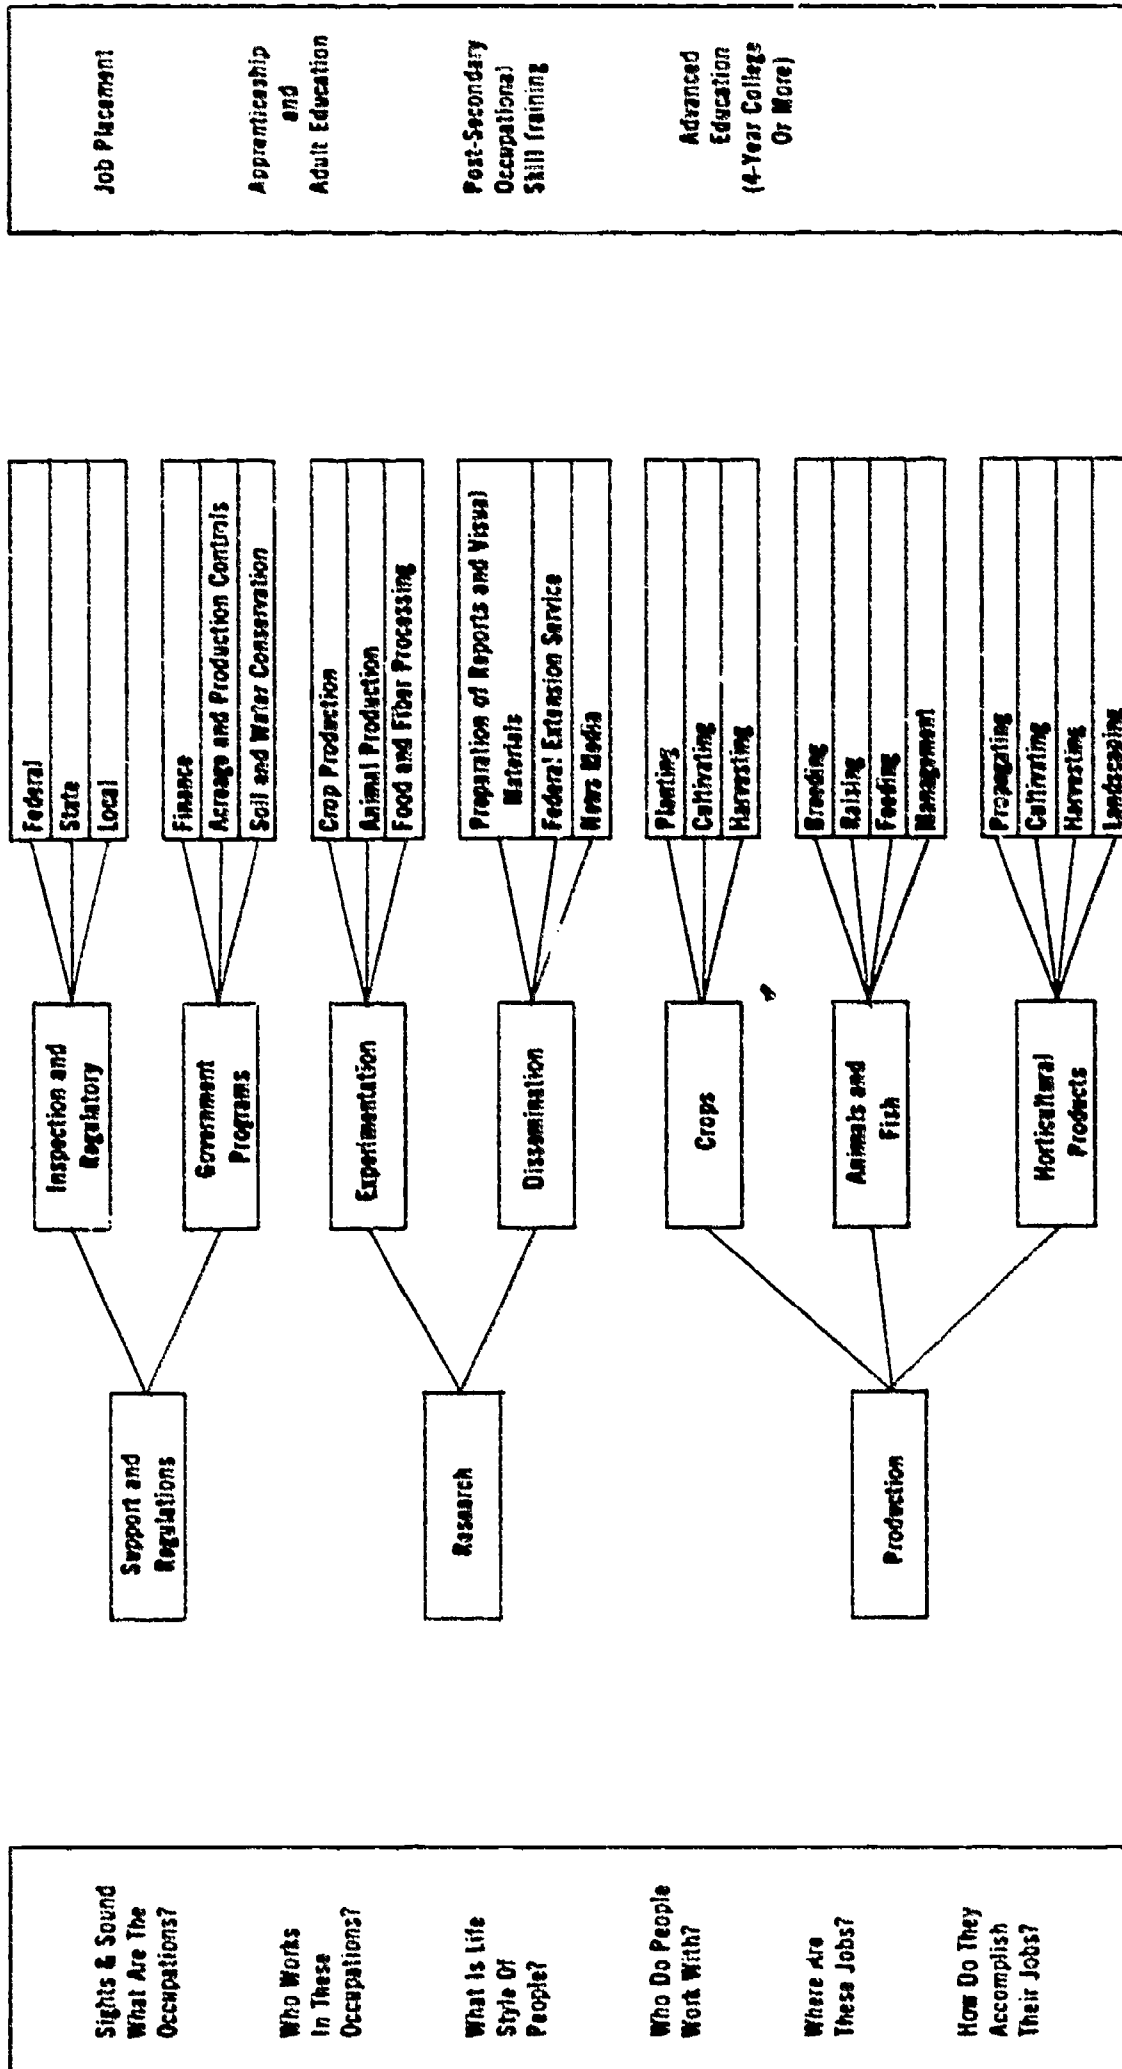 Sights & Sound
What Are The
Occupations?
Who Works
In These
Occupations?
What Is Life
Style Of
People?
Who Do People
Work With?
Where Are
These Jobs?
How Do They
Accomplish
Their Jobs?
Support and
Regulations
Research
Production
Inspection and
Regulatory
Government
Programs
Experimentation
Dissemination
Crops
Animals and
Fish
Horticultural
Products
Federal
State
Local
Finance
Acreage and Production Controls
Soil and Water Conservation
Crop Production
Animal Production
Food and Fiber Processing
Preparation of Reports and Visual
Materials
Federal Extension Service
News Media
Planting
Cultivating
Harvesting
Breeding
Raising
Feeding
Management
Propagating
Cultivating
Harvesting
Landscaping
Job Placement
Apprenticeship
and
Adult Education
Post-Secondary
Occupational
Skill Training
Advanced
Education
(4-Year College
Or More)